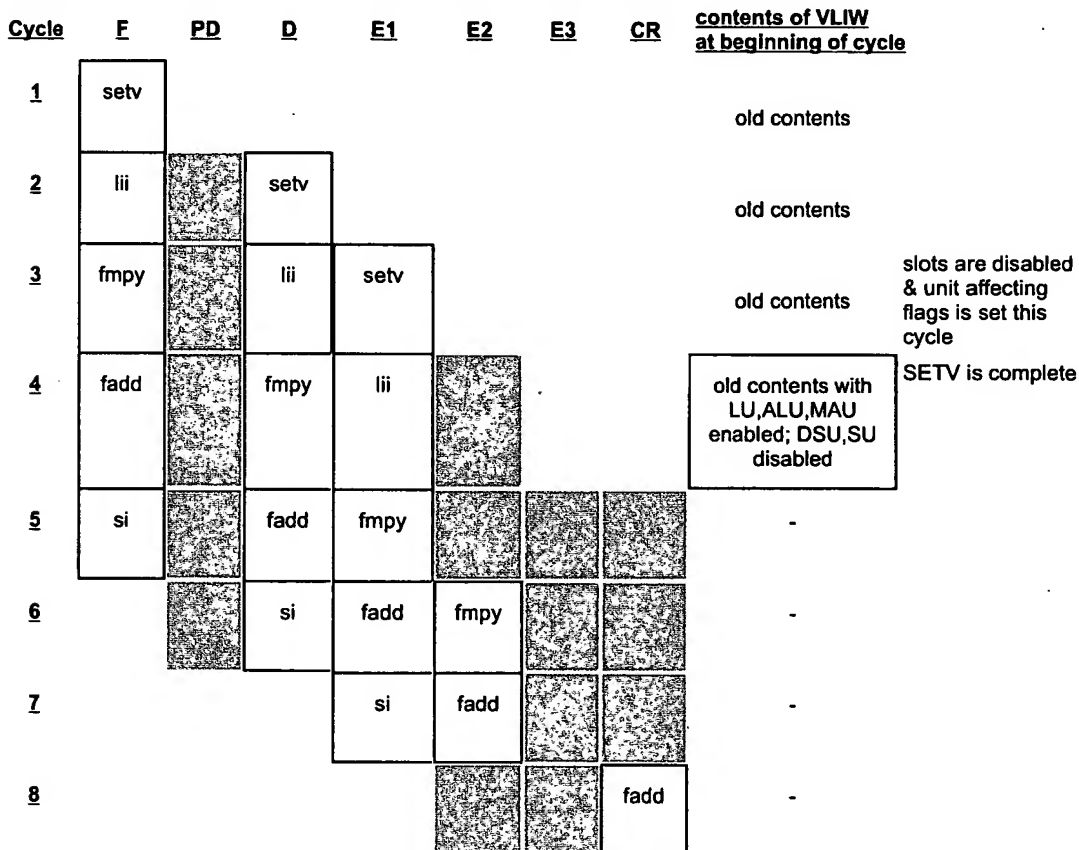 Cycle F PD D E1 E2 E3 CR contents of VLIW
at beginning of cycle
1 setv old contents
2 lii setv old contents
3 fmpy lii setv old contents slots are disabled
& unit affecting
flags is set this
cycle
4 fadd fmpy lii old contents with
LU,ALU,MAU
enabled; DSU,SU
disabled
SETV is complete
5 si fadd fmpy -
6 si fadd fmpy -
7 si fadd -
8 fadd -